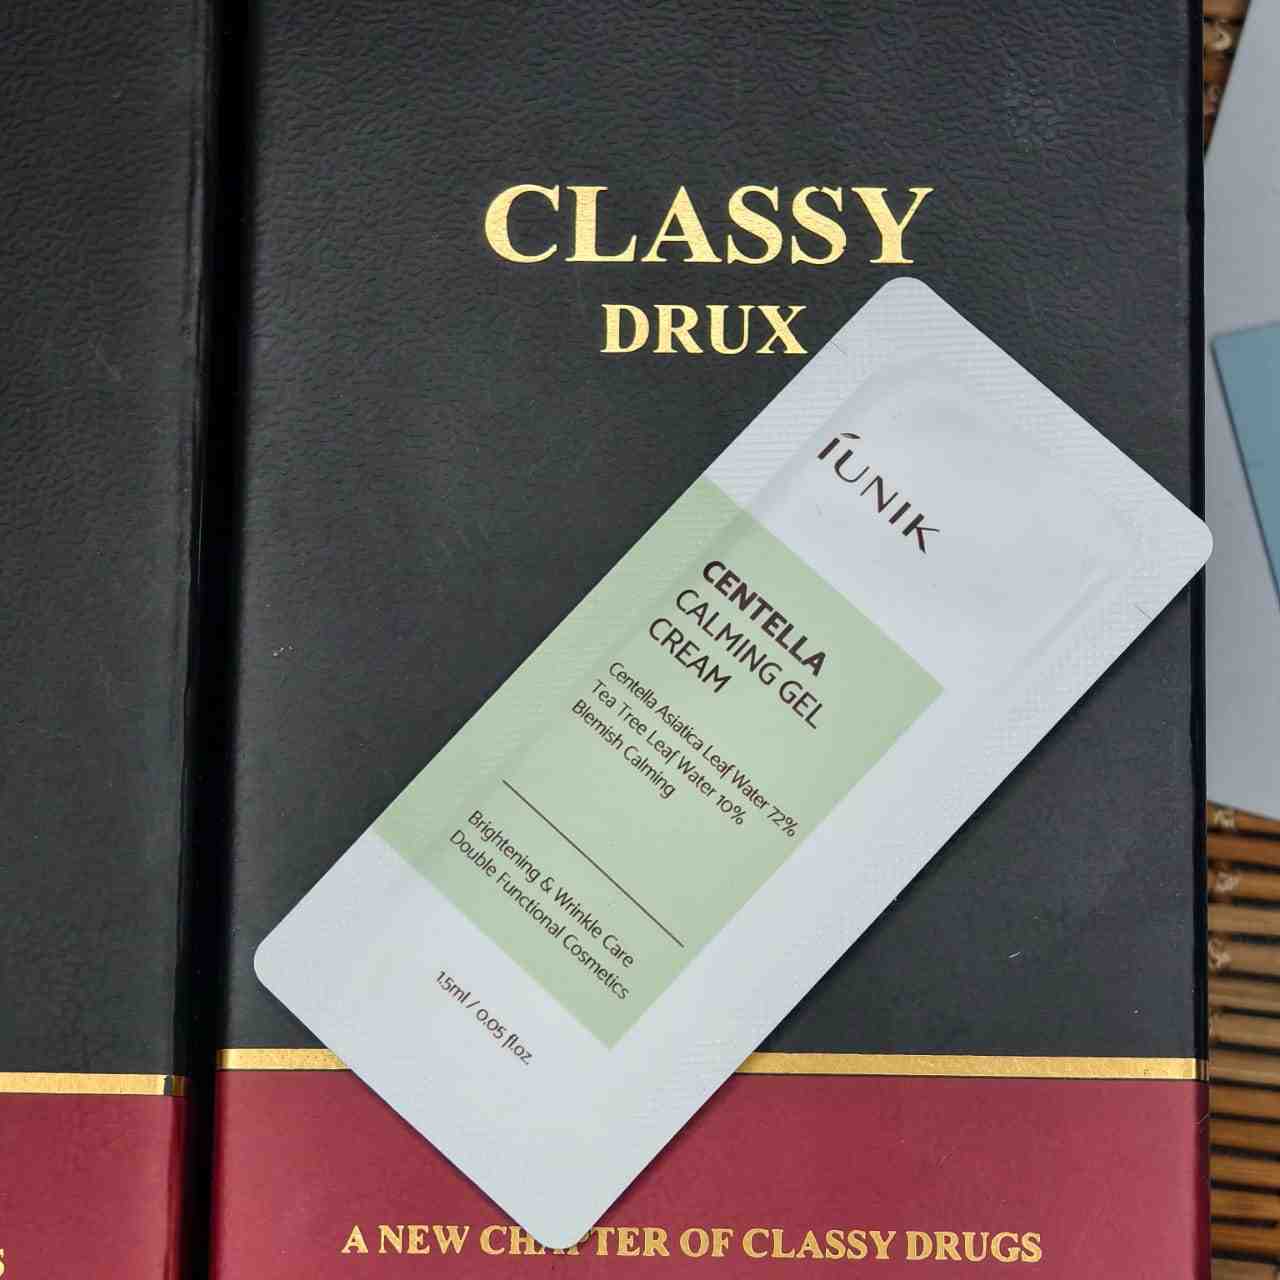 CLASSY
DRUX
IUNIK
CENTELLA
CALMING GEL
CREAM
Centella Asiatica Leaf Water 72%
Tea Tree Leaf Water 10%
Blemish Calming
Brightening & Wrinkle Care
Double Functional Cosmetics
1.5ml / 0.05 fl.oz
A NEW CHAPTER OF CLASSY DRUGS
S